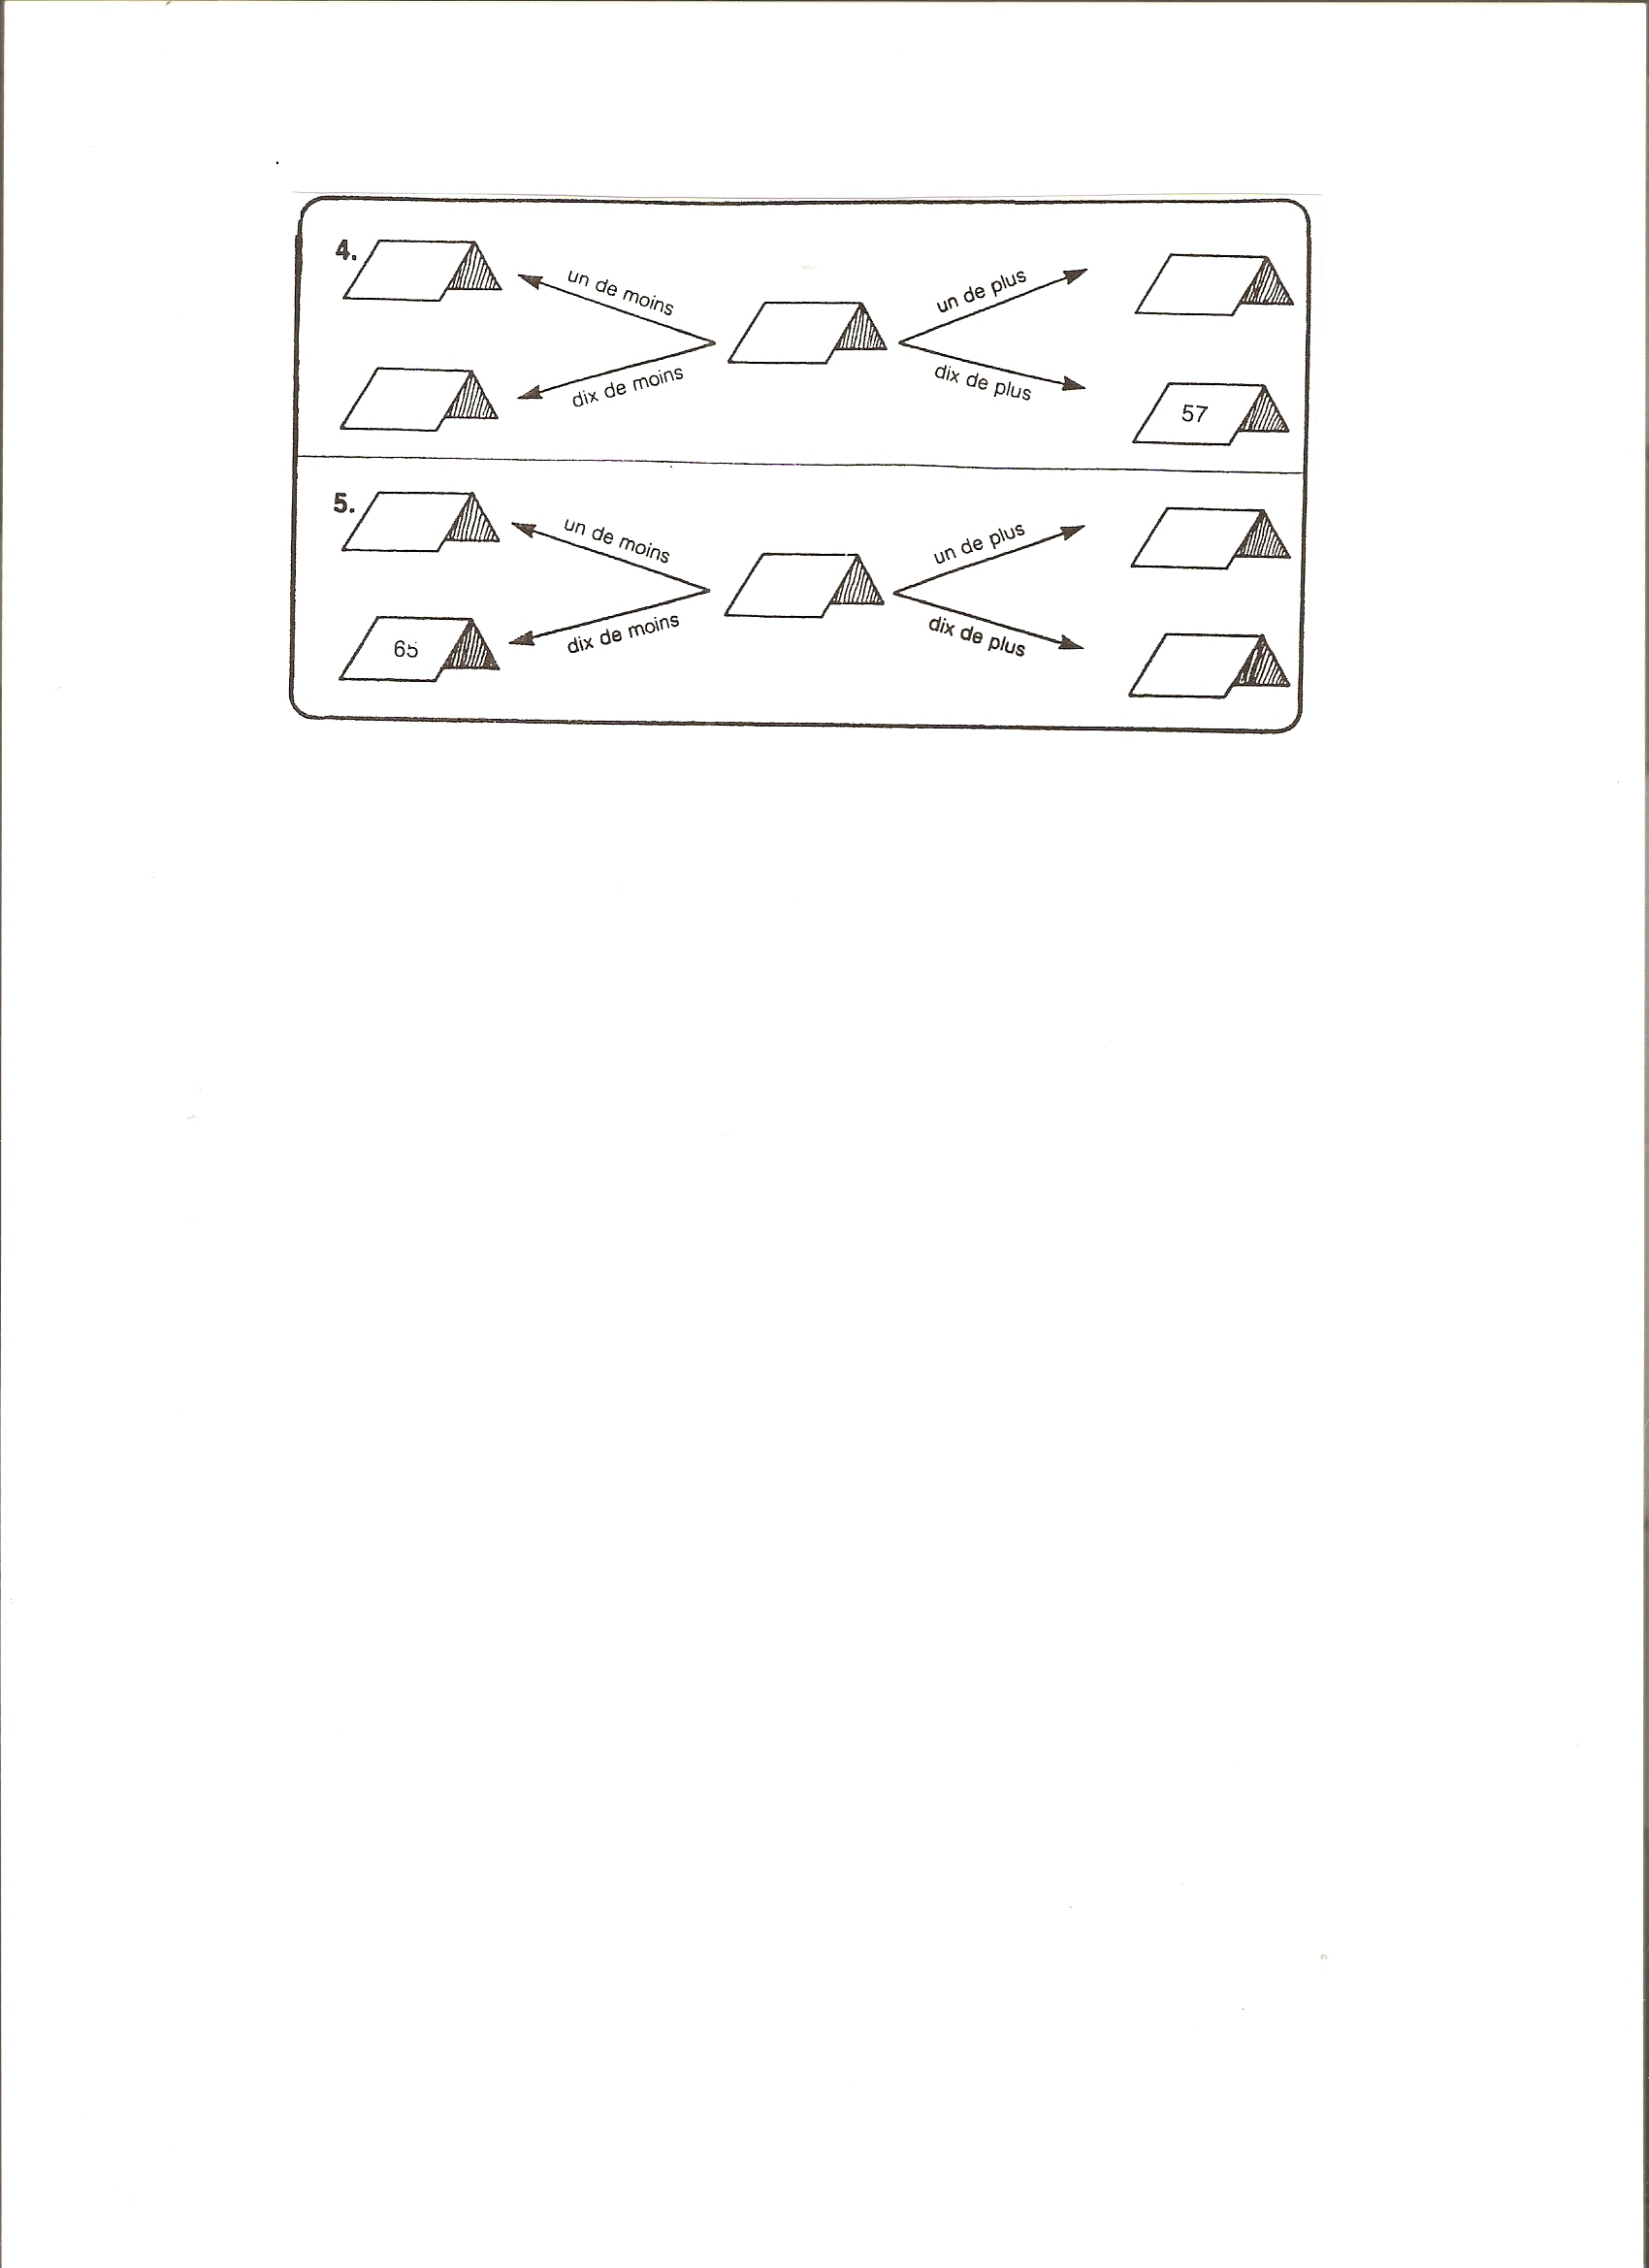 4.
un de moins
un de plus
dix de moins
dix de plus
57
5.
un de moins
un de plus
65
dix de moins
dix de plus